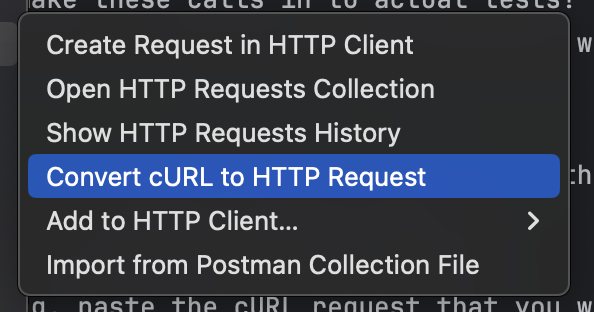 ake these calls in to actual tests!
Create Request in HTTP Client
Open HTTP Requests Collection
Show HTTP Requests History
Convert cURL to HTTP Request
Add to HTTP Client...
Import from Postman Collection File
g, paste the cURL request that you w